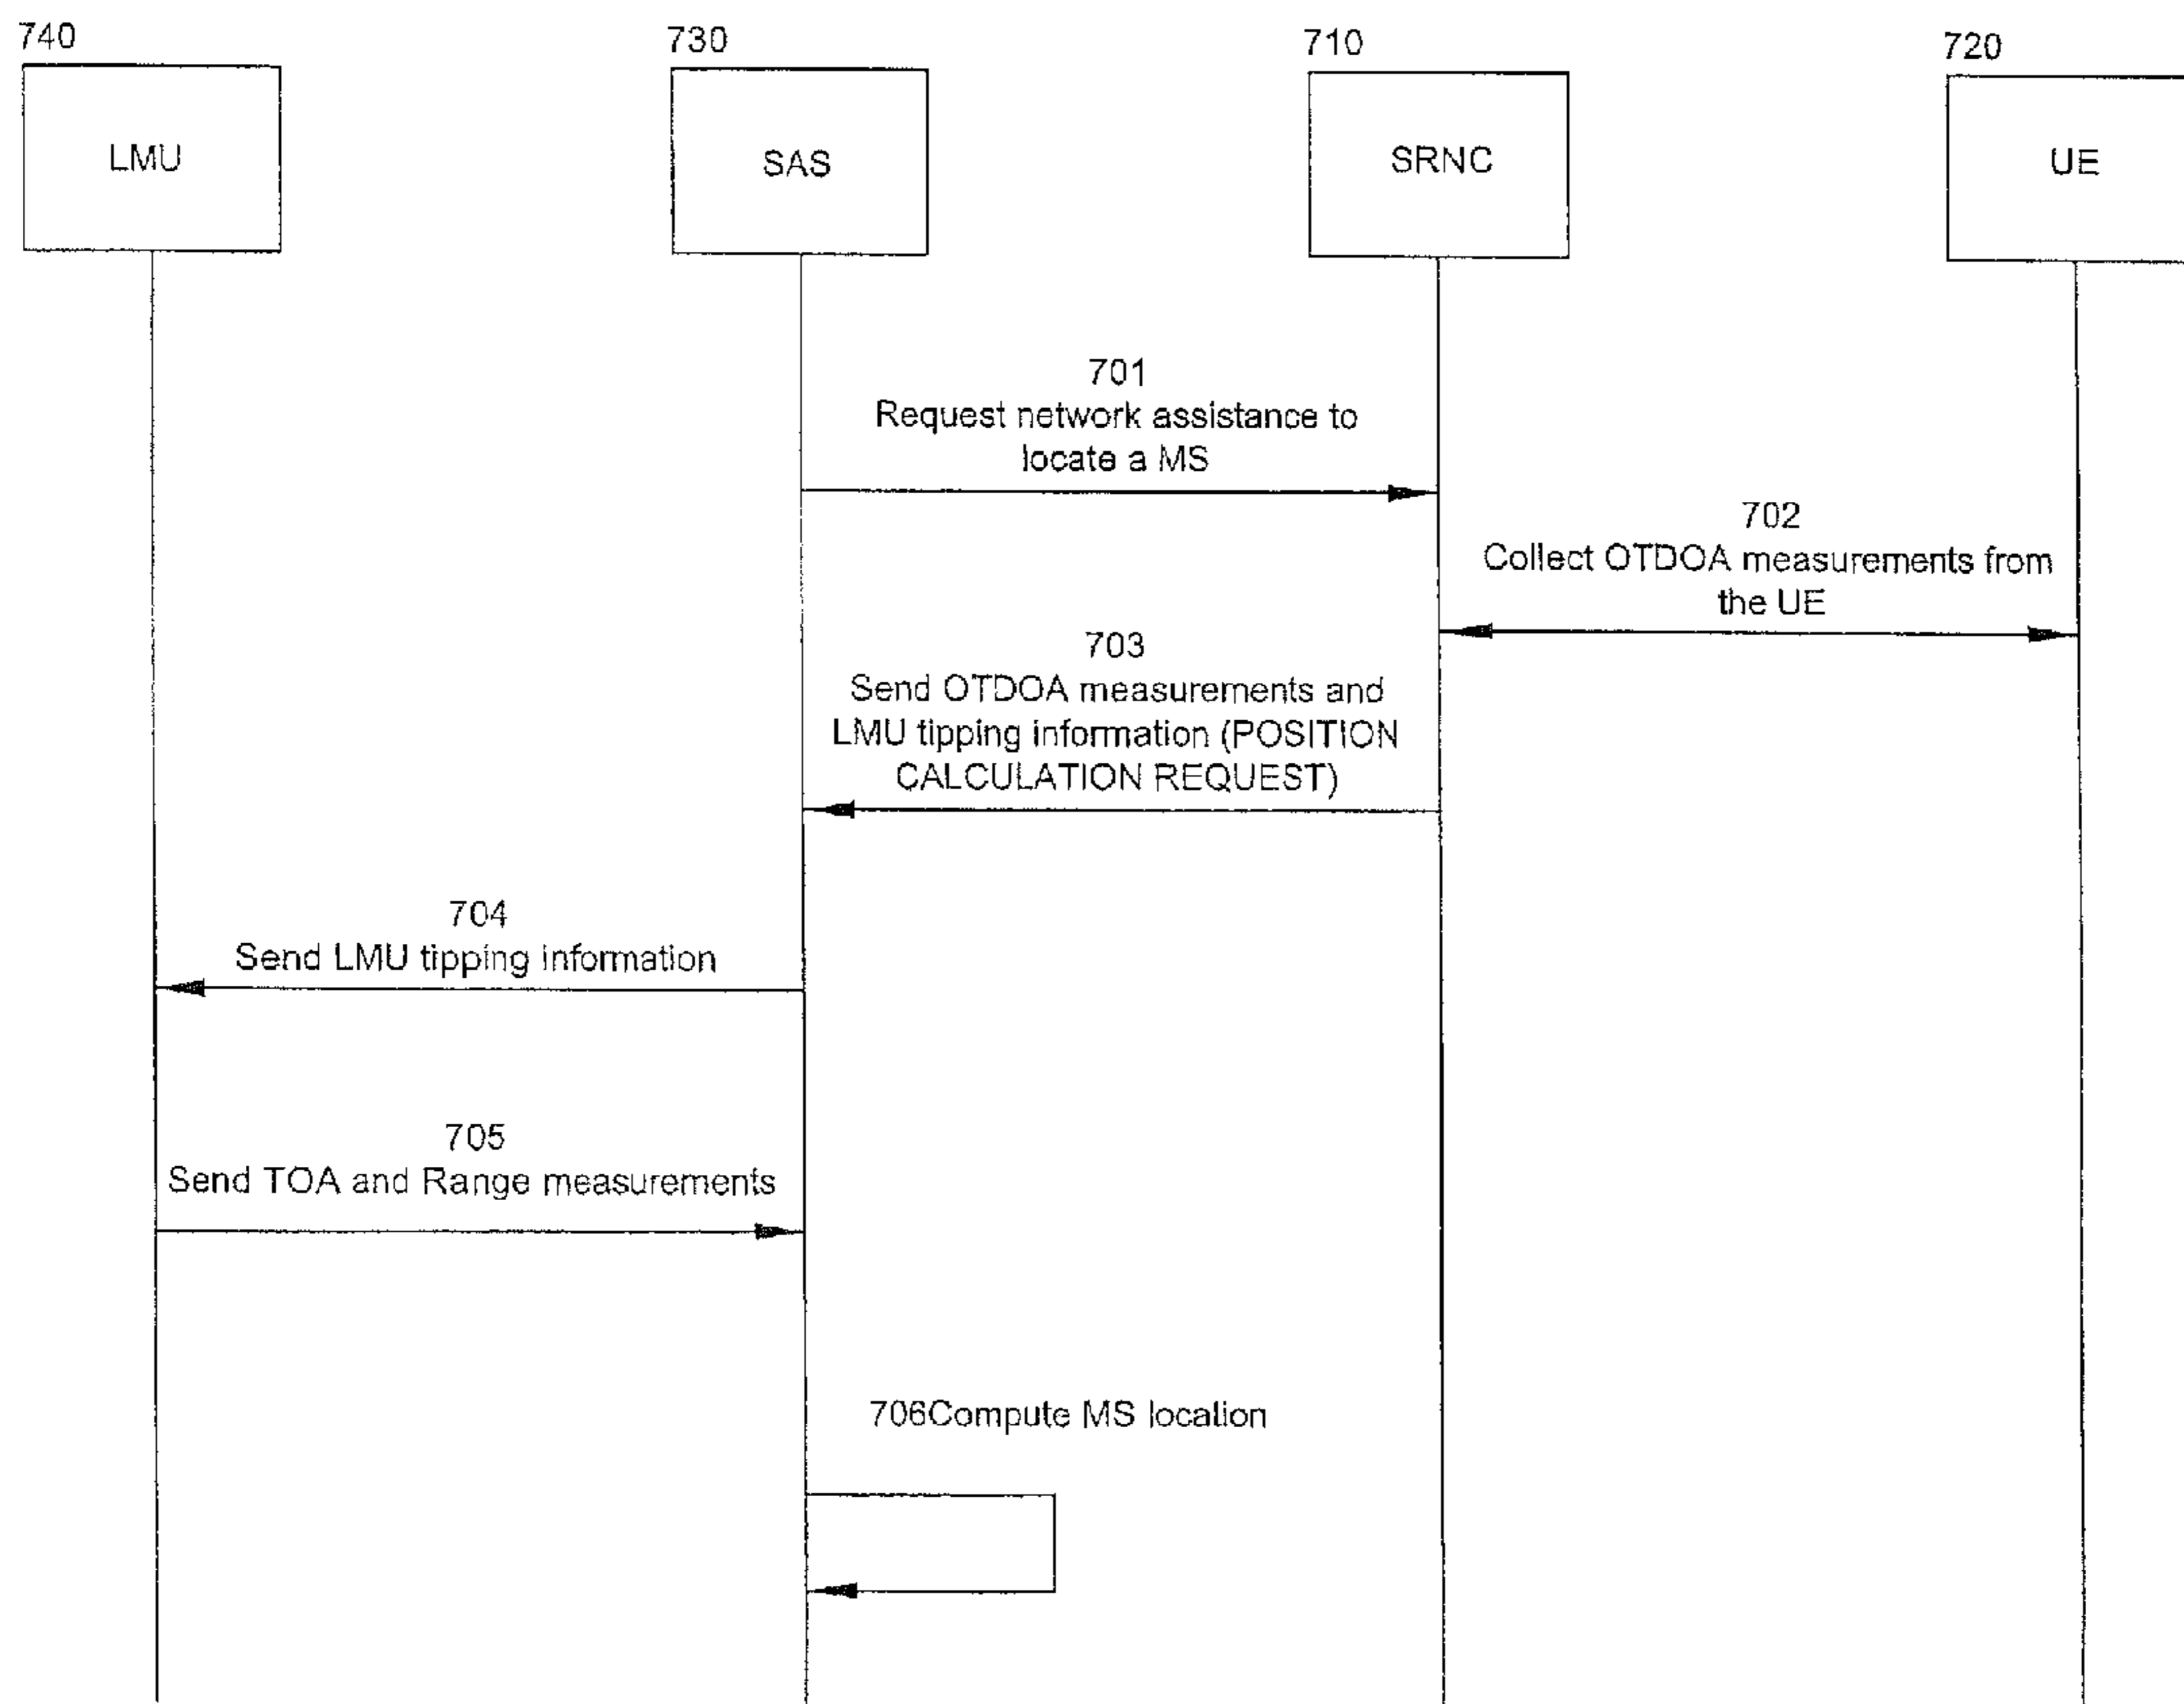 740
730
710
720
LMU
SAS
SRNC
UE
701
Request network assistance to
locate a MS
702
Collect OTDOA measurements from
the UE
703
Send OTDOA measurements and
LMU tipping information (POSITION
CALCULATION REQUEST)
704
Send LMU tipping information
705
Send TOA and Range measurements
706Compute MS location